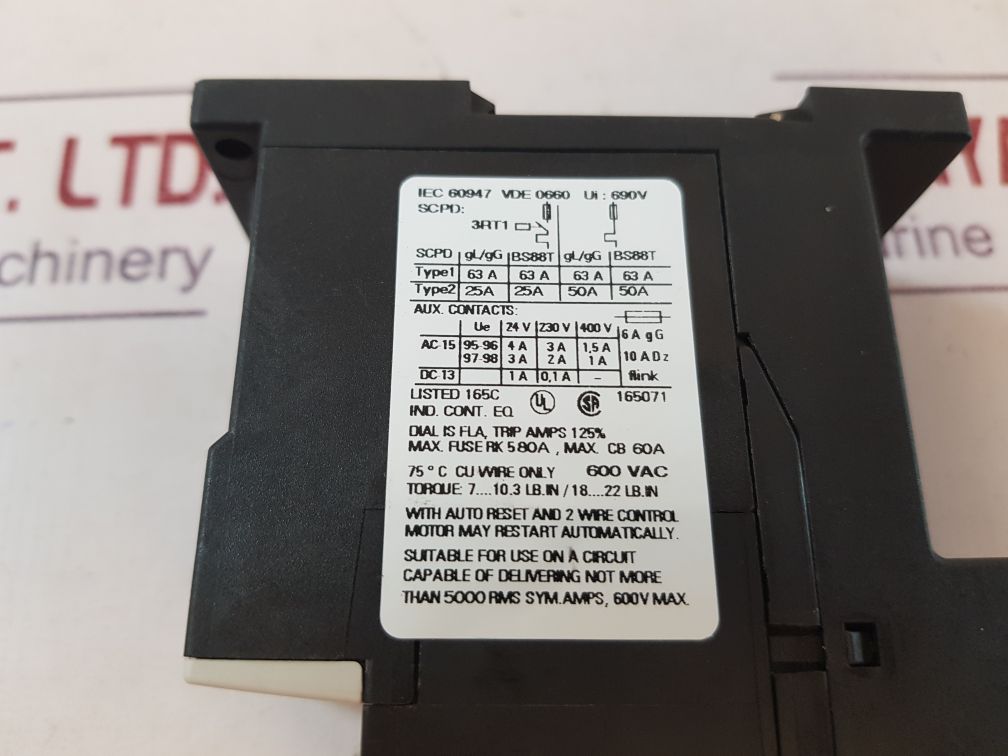 T. LTD.
chinery
arine
IEC 60947 VDE 0660 Ui : 690V
SCPD:
3RT1
SCPD gL/gG BS88T gL/gG BS88T
Type1 63 A 63 A 63 A 63 A
Type2 25A 25A 50A 50A
AUX. CONTACTS:
Ue 24 V 230 V 400 V 6 A gG
AC-15 95-96 4 A 3 A 1,5 A
97-98 3 A 2 A 1 A 10 A Dz
DC-13 1 A 0,1 A – flink
LISTED 165C UL SA 165071
IND. CONT. EQ.
DIAL IS FLA, TRIP AMPS 125%
MAX. FUSE RK 5 80A , MAX. CB 60A
75 ° C CU WIRE ONLY 600 VAC
TORQUE: 7....10.3 LB.IN / 18....22 LB.IN
WITH AUTO RESET AND 2 WIRE CONTROL
MOTOR MAY RESTART AUTOMATICALLY.
SUITABLE FOR USE ON A CIRCUIT
CAPABLE OF DELIVERING NOT MORE
THAN 5000 RMS SYM.AMPS, 600V MAX.